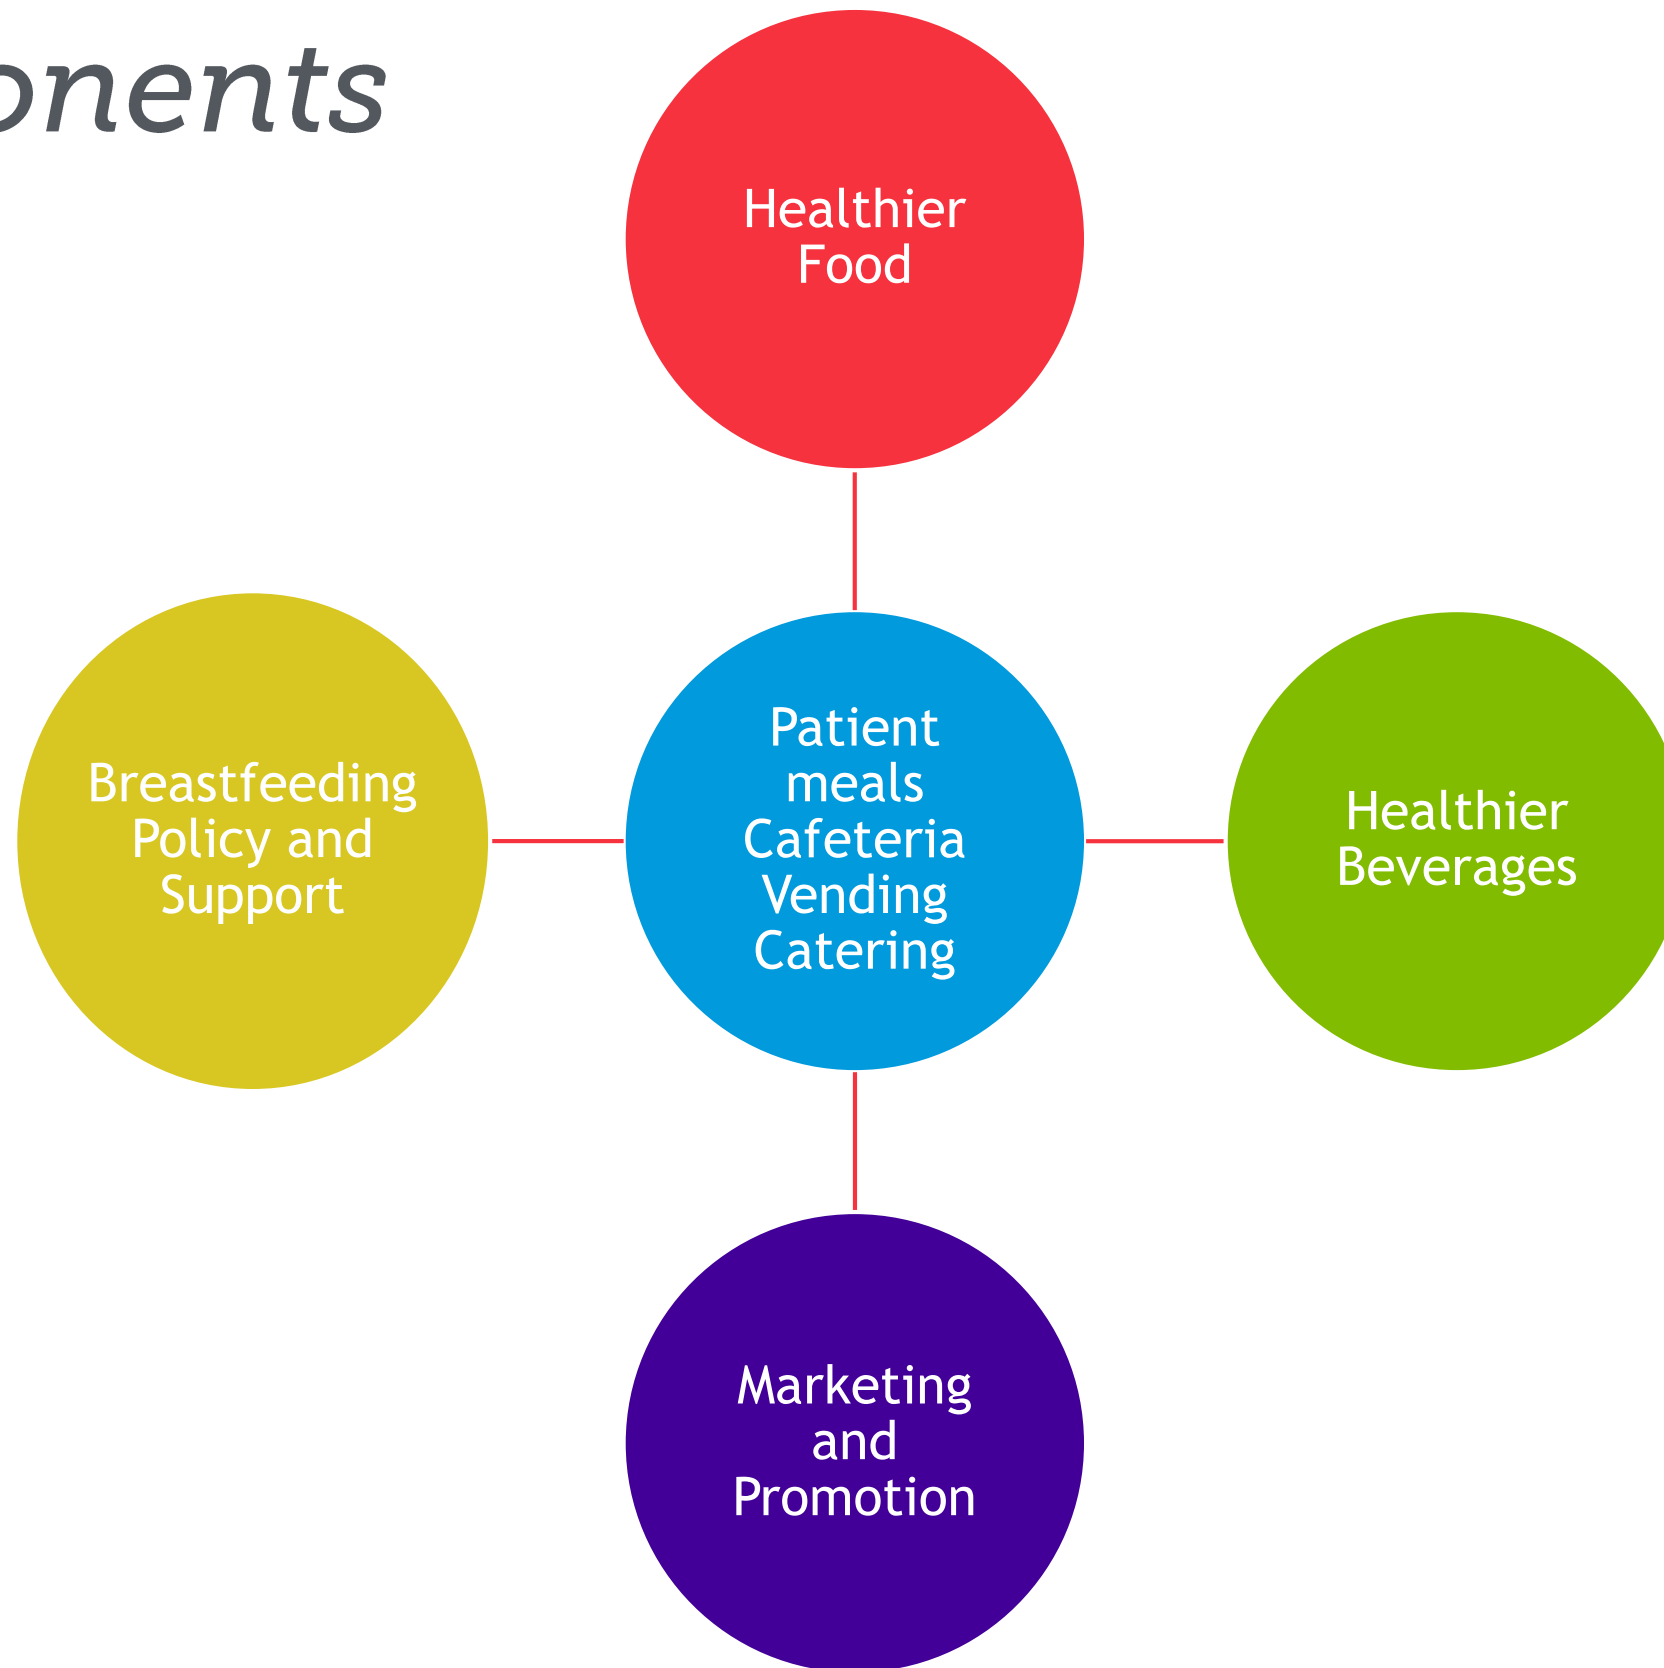 onents
Healthier
Food
Breastfeeding
Policy and
Support
Patient
meals
Cafeteria
Vending
Catering
Healthier
Beverages
Marketing
and
Promotion